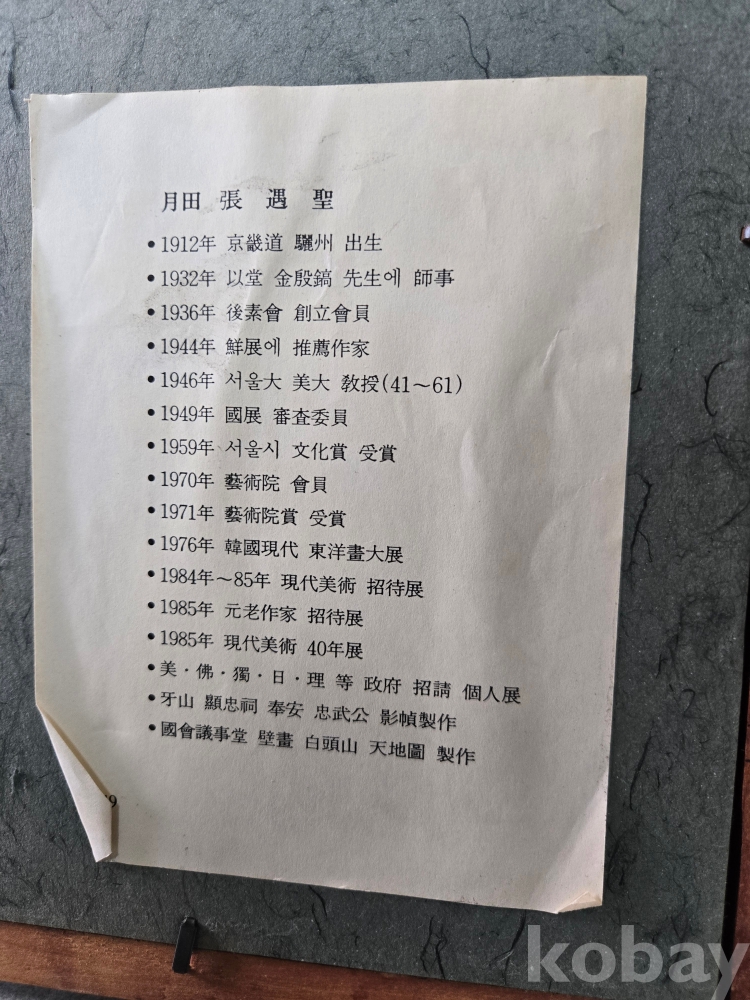 月田 張 遇 聖
• 1912年 京畿道 驪州 出生
• 1932年 以堂 金殷鎬 先生에 師事
• 1936年 後素會 創立會員
• 1944年 鮮展에 推薦作家
• 1946年 서울大 美大 敎授(41～61)
• 1949年 國展 審査委員
• 1959年 서울시 文化賞 受賞
• 1970年 藝術院 會員
• 1971年 藝術院賞 受賞
• 1976年 韓國現代 東洋畫大展
• 1984年～85年 現代美術 招待展
• 1985年 元老作家 招待展
• 1985年 現代美術 40年展
• 美・佛・獨・日・理 等 政府 招請 個人展
• 牙山 顯忠祠 奉安 忠武公 影幀製作
• 國會議事堂 壁畫 白頭山 天地圖 製作
kobay